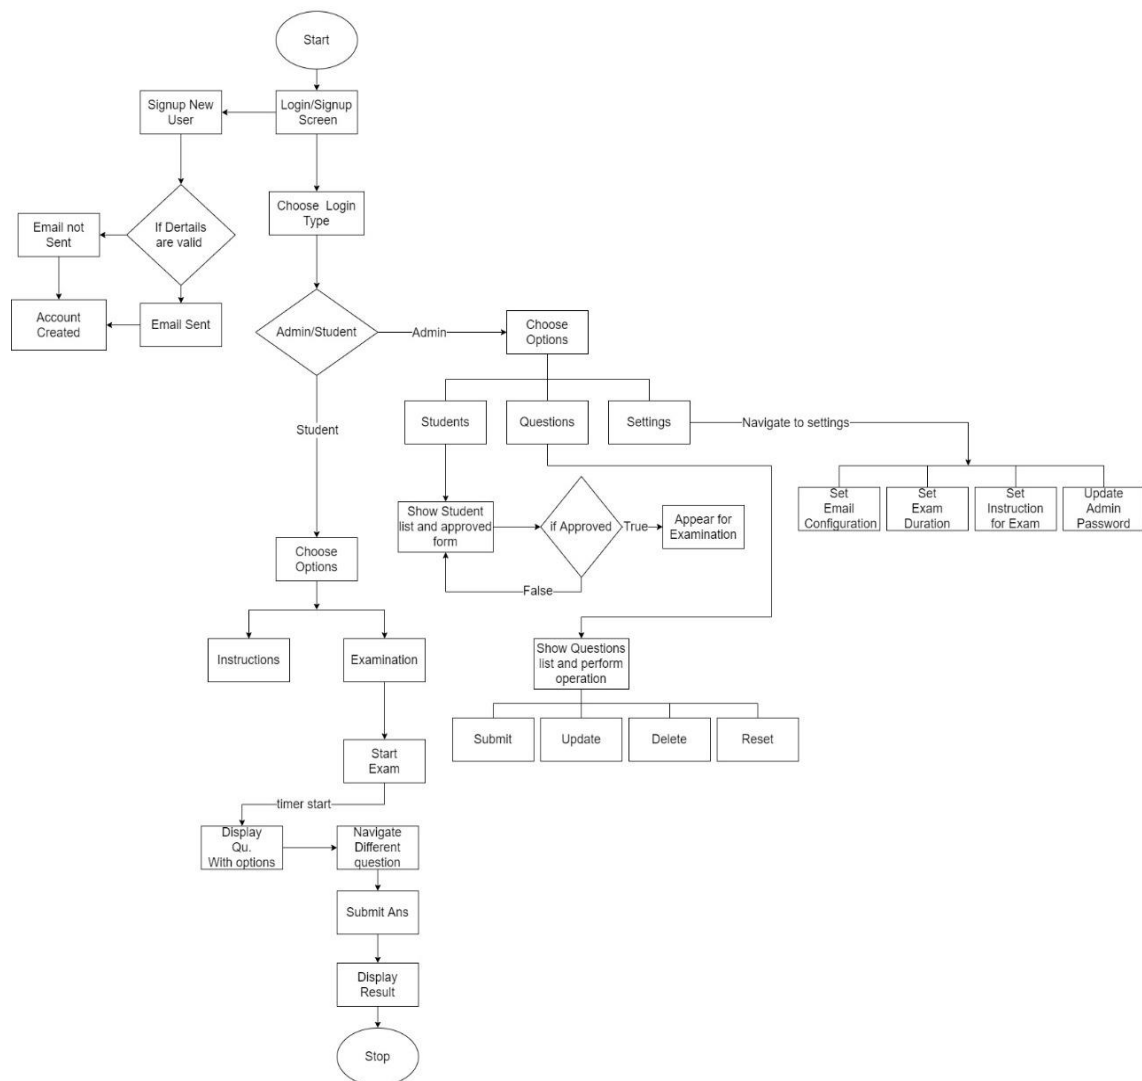 Start
Signup New
User
Login/Signup
Screen
Choose  Login
Type
If Dertails
are valid
Email not
Sent
Account
Created
Email Sent
Admin/Student
Admin
Choose
Options
Student
Students
Questions
Settings
Navigate to settings
Set
Email
Configuration
Set
Exam
Duration
Set
Instruction
for Exam
Update
Admin
Password
Show Student
list and approved
form
if Approved
True
Appear for
Examination
False
Choose
Options
Instructions
Examination
Show Questions
list and perform
operation
Submit
Update
Delete
Reset
Start
Exam
timer start
Display
Qu.
With options
Navigate
Different
question
Submit Ans
Display
Result
Stop